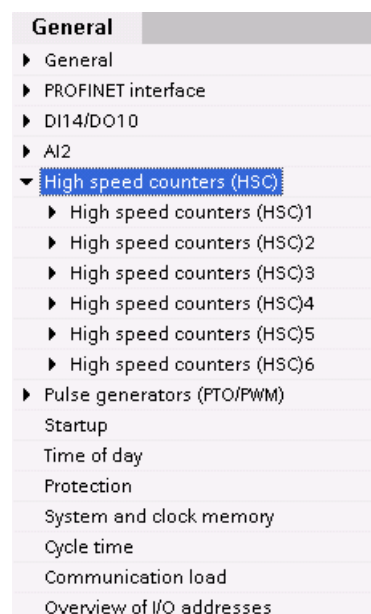 General
General
PROFINET interface
DI14/DO10
AI2
High speed counters (HSC)
High speed counters (HSC)1
High speed counters (HSC)2
High speed counters (HSC)3
High speed counters (HSC)4
High speed counters (HSC)5
High speed counters (HSC)6
Pulse generators (PTO/PWM)
Startup
Time of day
Protection
System and clock memory
Cycle time
Communication load
Overview of I/O addresses